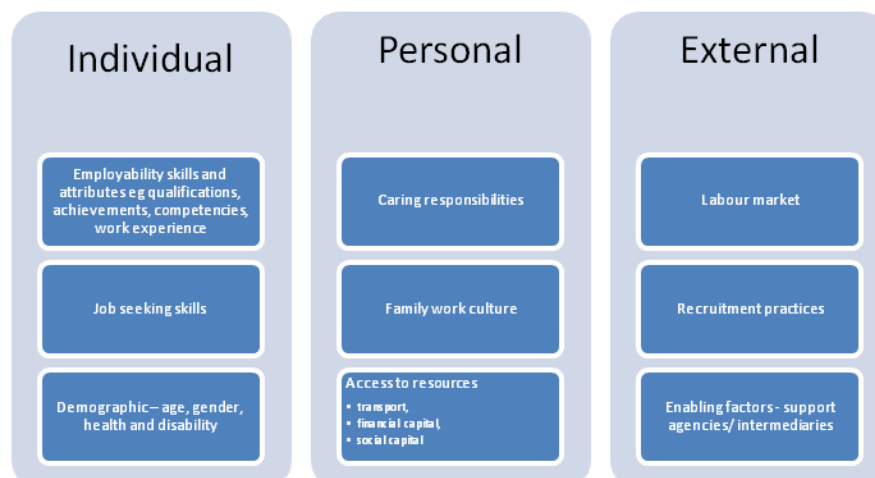 Individual
Employability skills and
attributes eg qualifications,
achievements, competencies,
work experience
Job seeking skills
Demographic – age, gender,
health and disability
Personal
Caring responsibilities
Family work culture
Access to resources
• transport,
• financial capital,
• social capital
External
Labour market
Recruitment practices
Enabling factors - support
agencies/ intermediaries